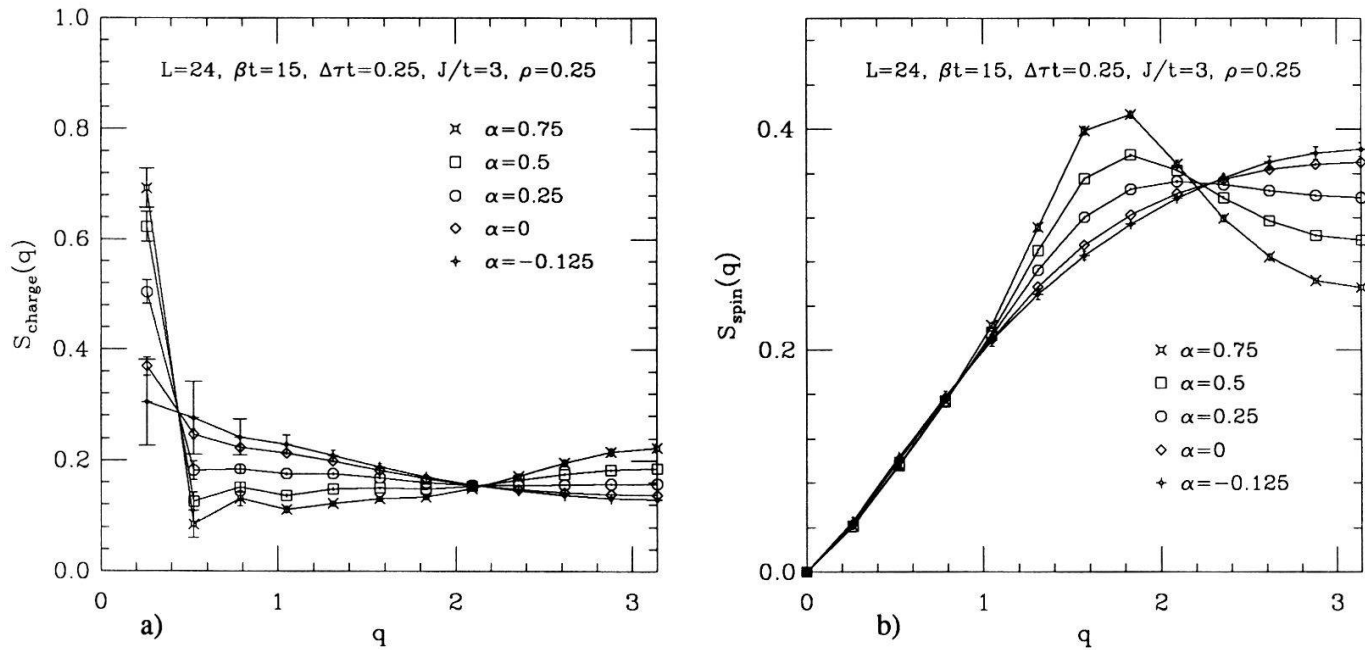 L=24, βt=15, Δτt=0.25, J/t=3, ρ=0.25
α=0.75
α=0.5
α=0.25
α=0
α=−0.125
S_charge(q)
1.0
0.8
0.6
0.4
0.2
0.0
0
1
2
3
a)
q
L=24, βt=15, Δτt=0.25, J/t=3, ρ=0.25
S_spin(q)
0.4
0.2
0.0
α=0.75
α=0.5
α=0.25
α=0
α=−0.125
0
1
2
3
b)
q